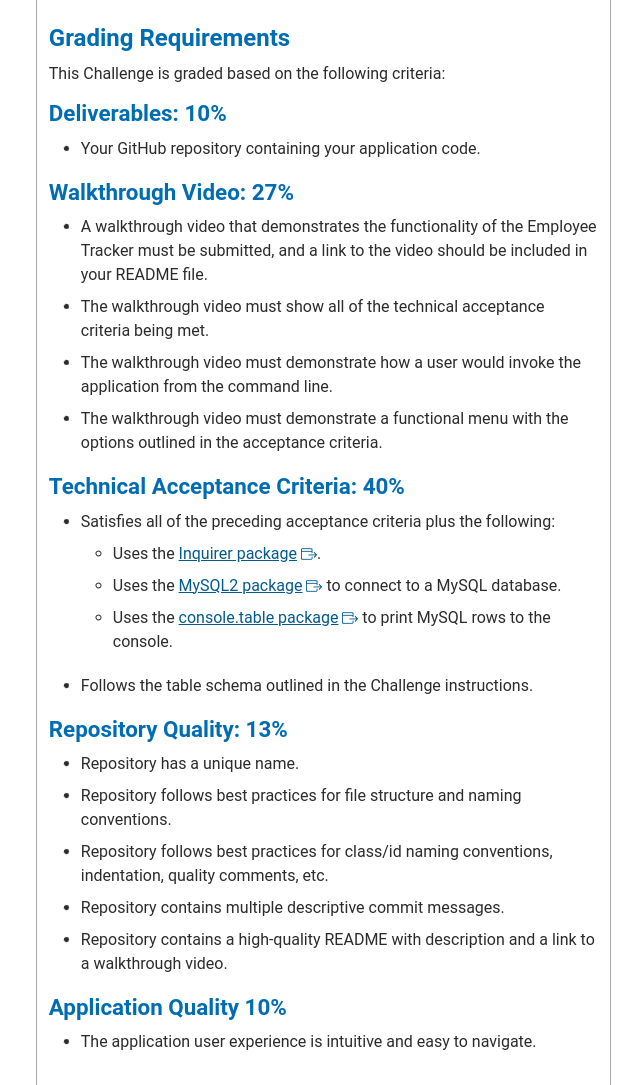 Grading Requirements
This Challenge is graded based on the following criteria:
Deliverables: 10%
• Your GitHub repository containing your application code.
Walkthrough Video: 27%
• A walkthrough video that demonstrates the functionality of the Employee
Tracker must be submitted, and a link to the video should be included in
your README file.
• The walkthrough video must show all of the technical acceptance
criteria being met.
• The walkthrough video must demonstrate how a user would invoke the
application from the command line.
• The walkthrough video must demonstrate a functional menu with the
options outlined in the acceptance criteria.
Technical Acceptance Criteria: 40%
• Satisfies all of the preceding acceptance criteria plus the following:
◦ Uses the Inquirer package .
◦ Uses the MySQL2 package to connect to a MySQL database.
◦ Uses the console.table package to print MySQL rows to the
console.
• Follows the table schema outlined in the Challenge instructions.
Repository Quality: 13%
• Repository has a unique name.
• Repository follows best practices for file structure and naming
conventions.
• Repository follows best practices for class/id naming conventions,
indentation, quality comments, etc.
• Repository contains multiple descriptive commit messages.
• Repository contains a high-quality README with description and a link to
a walkthrough video.
Application Quality 10%
• The application user experience is intuitive and easy to navigate.